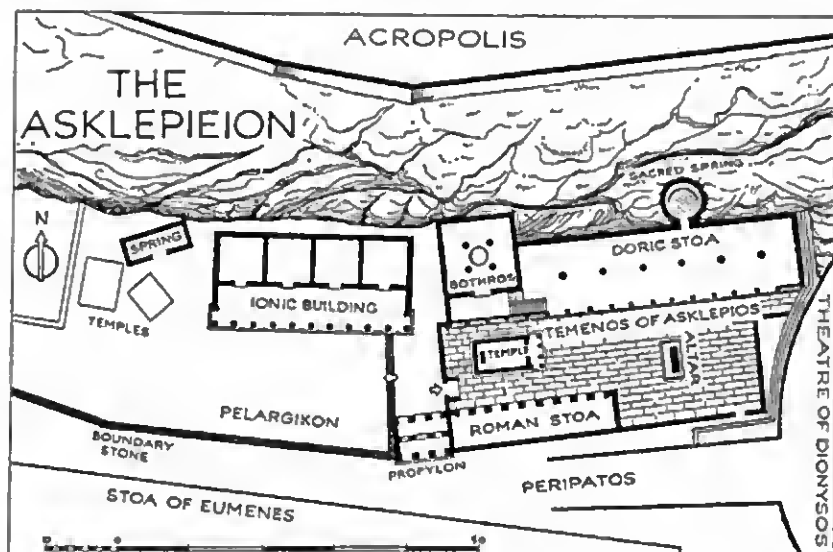 ACROPOLIS
THE
ASKLEPIEION
SACRED SPRING
N
SPRING
DORIC STOA
BOTHROS
IONIC BUILDING
TEMPLES
TEMENOS OF ASKLEPIOS
TEMPLE
ALTAR
THEATRE OF DIONYSOS
PELARGIKON
ROMAN STOA
BOUNDARY
STONE
PROPYLON
PERIPATOS
STOA OF EUMENES